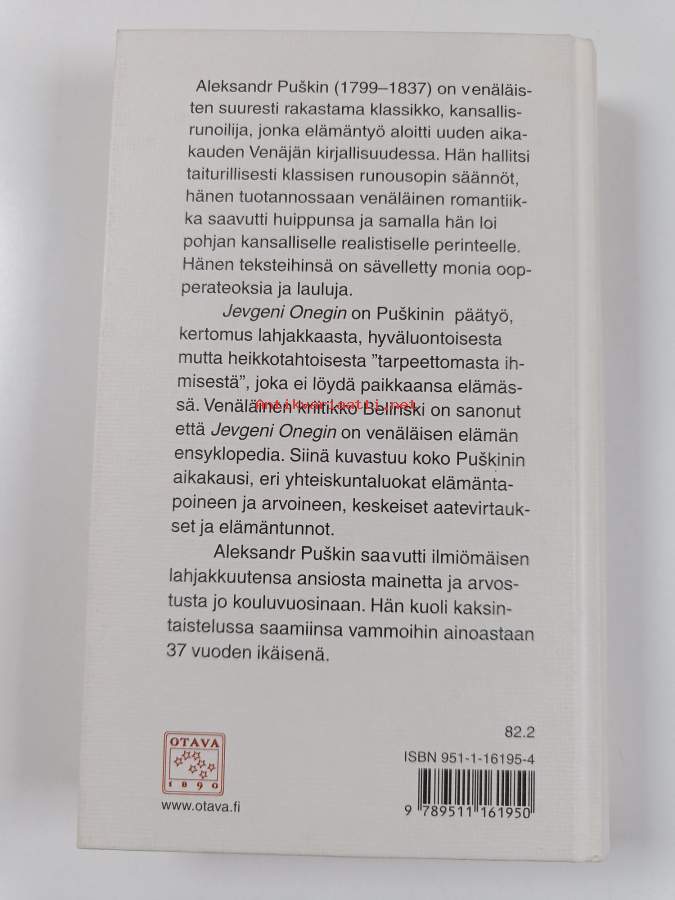 Aleksandr Puškin (1799–1837) on venäläis-
ten suuresti rakastama klassikko, kansallis-
runoilija, jonka elämäntyö aloitti uuden aika-
kauden Venäjän kirjallisuudessa. Hän hallitsi
taiturillisesti klassisen runousopin säännöt,
hänen tuotannossaan venäläinen romantiik-
ka saavutti huippunsa ja samalla hän loi
pohjan kansalliselle realistiselle perinteelle.
Hänen teksteihinsä on sävelletty monia oop-
perateoksia ja lauluja.
Jevgeni Onegin on Puškinin päätyö,
kertomus lahjakkaasta, hyväluontoisesta
mutta heikkotahtoisesta ”tarpeettomasta ih-
misestä”, joka ei löydä paikkaansa elämäs-
sä. Venäläinen kriitikko Belinski on sanonut
Antikvariaatti.net
että Jevgeni Onegin on venäläisen elämän
ensyklopedia. Siinä kuvastuu koko Puškinin
aikakausi, eri yhteiskuntaluokat elämänta-
poineen ja arvoineen, keskeiset aatevirtauk-
set ja elämäntunnot.
Aleksandr Puškin saavutti ilmiömäisen
lahjakkuutensa ansiosta mainetta ja arvos-
tusta jo kouluvuosinaan. Hän kuoli kaksin-
taistelussa saamiinsa vammoihin ainoastaan
37 vuoden ikäisenä.
82.2
ISBN 951-1-16195-4
9 789511 161950
OTAVA
1890
www.otava.fi